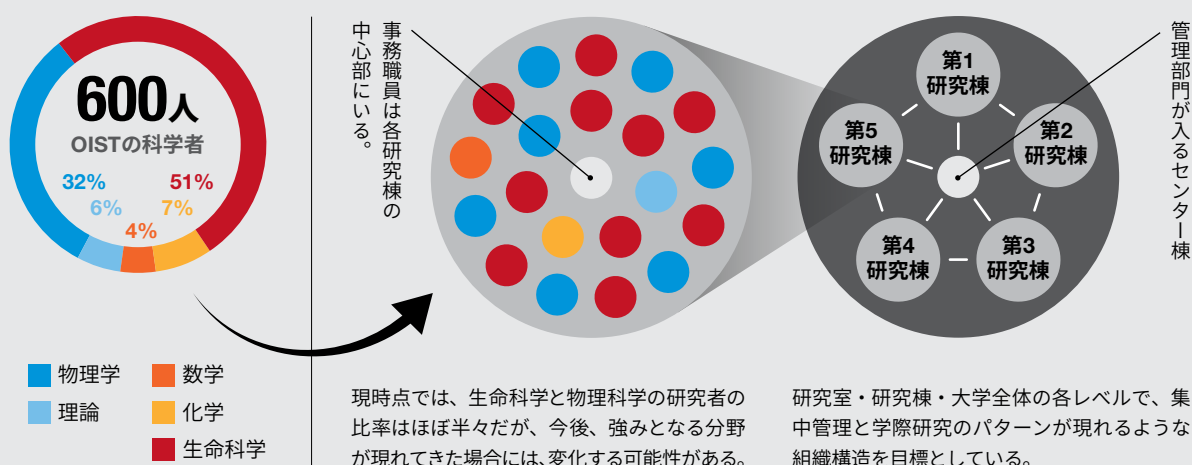 600人
OISTの科学者
32%
51%
6%
7%
4%
物理学
数学
理論
化学
生命科学
事務職員は各研究棟の
中心部にいる。
第1
研究棟
第2
研究棟
第3
研究棟
第4
研究棟
第5
研究棟
管理部門が入るセンター棟
現時点では、生命科学と物理科学の研究者の
比率はほぼ半々だが、今後、強みとなる分野
が現れてきた場合には、変化する可能性がある。
研究室・研究棟・大学全体の各レベルで、集
中管理と学際研究のパターンが現れるような
組織構造を目標としている。